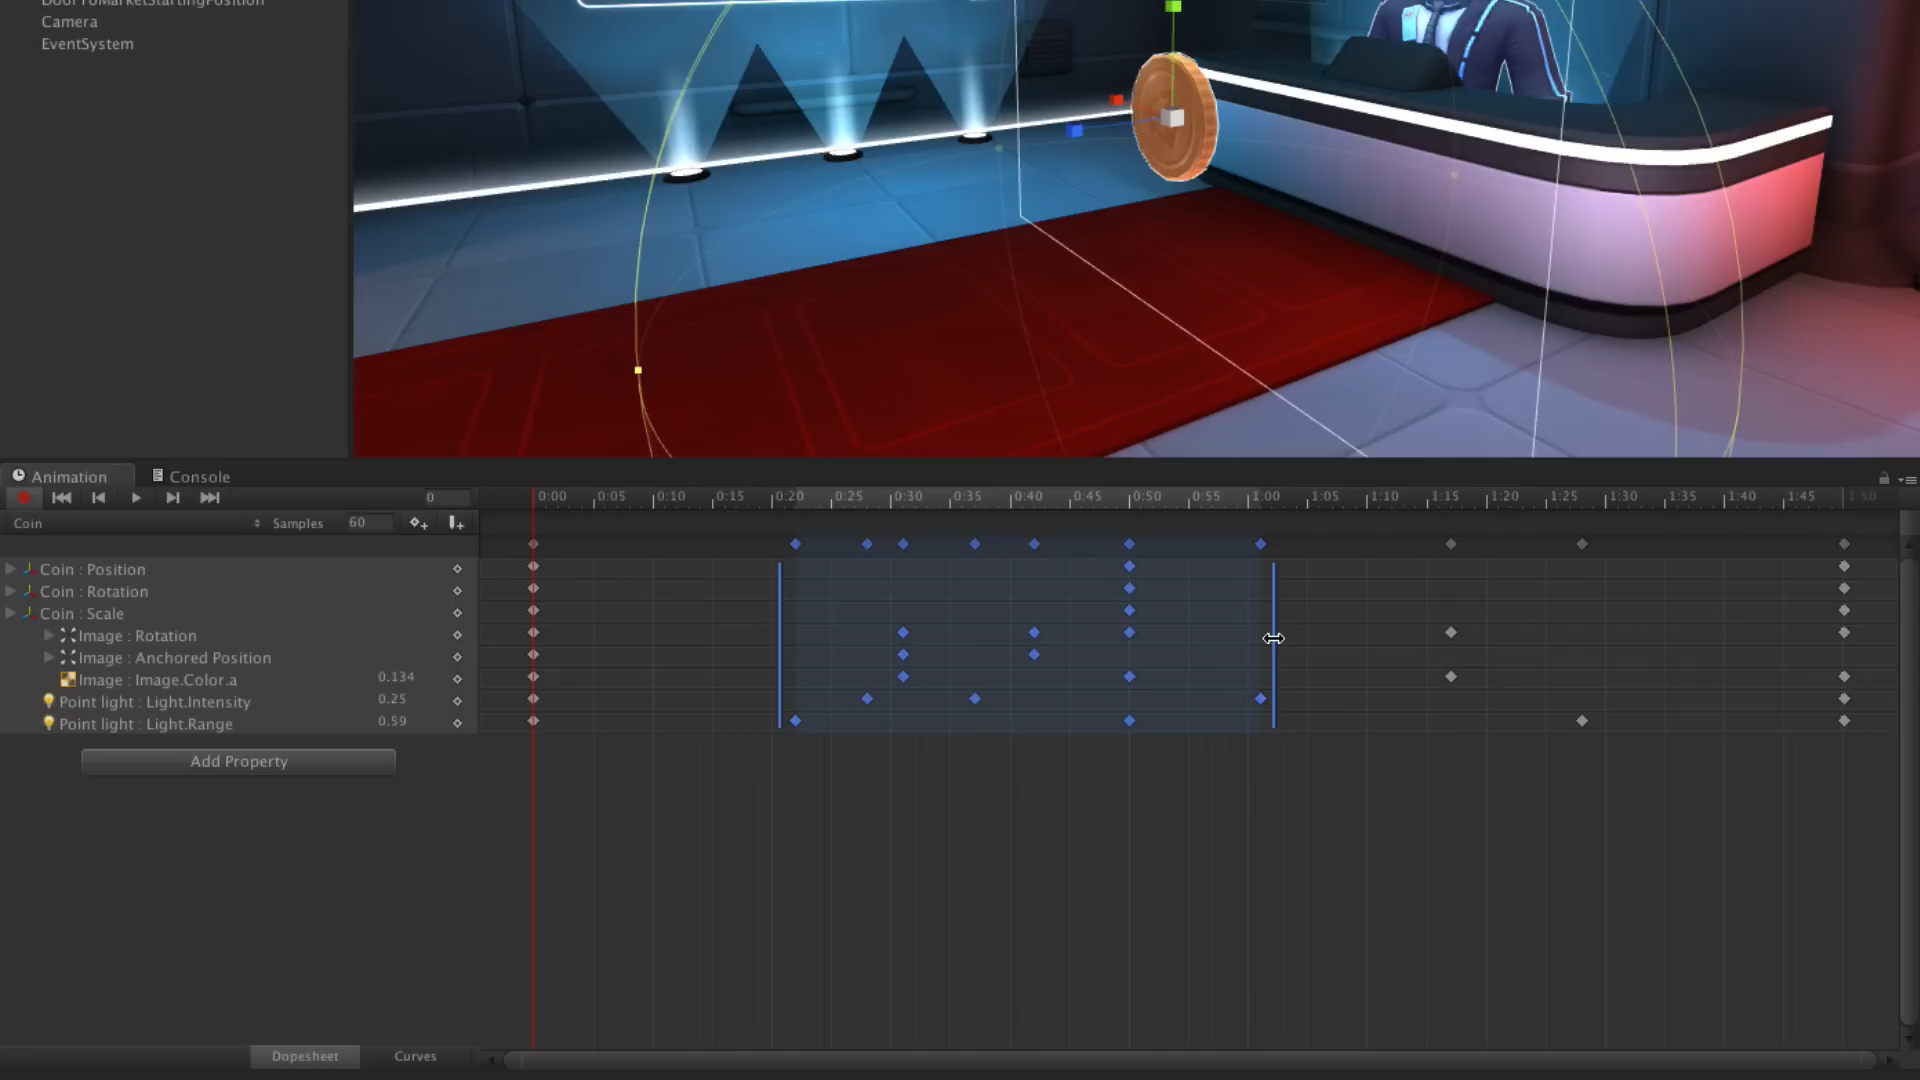 DoorToMarketStartingPosition
Camera
EventSystem
Animation
Console
0
0:00 0:05 0:10 0:15 0:20 0:25 0:30 0:35 0:40 0:45 0:50 0:55 1:00 1:05 1:10 1:15 1:20 1:25 1:30 1:35 1:40 1:45 1:50
Coin
Samples 60
Coin : Position
Coin : Rotation
Coin : Scale
Image : Rotation
Image : Anchored Position
Image : Image.Color.a 0.134
Point light : Light.Intensity 0.25
Point light : Light.Range 0.59
Add Property
Dopesheet Curves